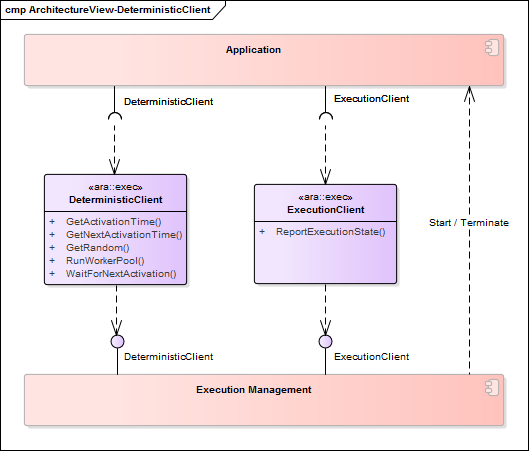 cmp ArchitectureView-DeterministicClient
Application
DeterministicClient
ExecutionClient
«ara::exec»
DeterministicClient
+ GetActivationTime()
+ GetNextActivationTime()
+ GetRandom()
+ RunWorkerPool()
+ WaitForNextActivation()
«ara::exec»
ExecutionClient
+ ReportExecutionState()
Start / Terminate
DeterministicClient
ExecutionClient
Execution Management